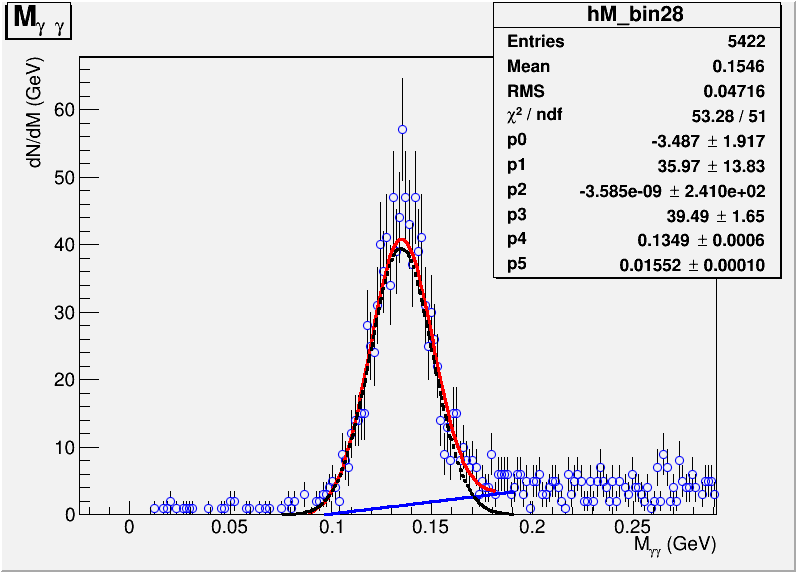 M γ γ
hM_bin28
Entries 5422
Mean 0.1546
RMS 0.04716
χ² / ndf 53.28 / 51
p0 -3.487 ± 1.917
p1 35.97 ± 13.83
p2 -3.585e-09 ± 2.410e+02
p3 39.49 ± 1.65
p4 0.1349 ± 0.0006
p5 0.01552 ± 0.00010
dN/dM (GeV)
60
50
40
30
20
10
0
0 0.05 0.1 0.15 0.2 0.25
M γγ (GeV)